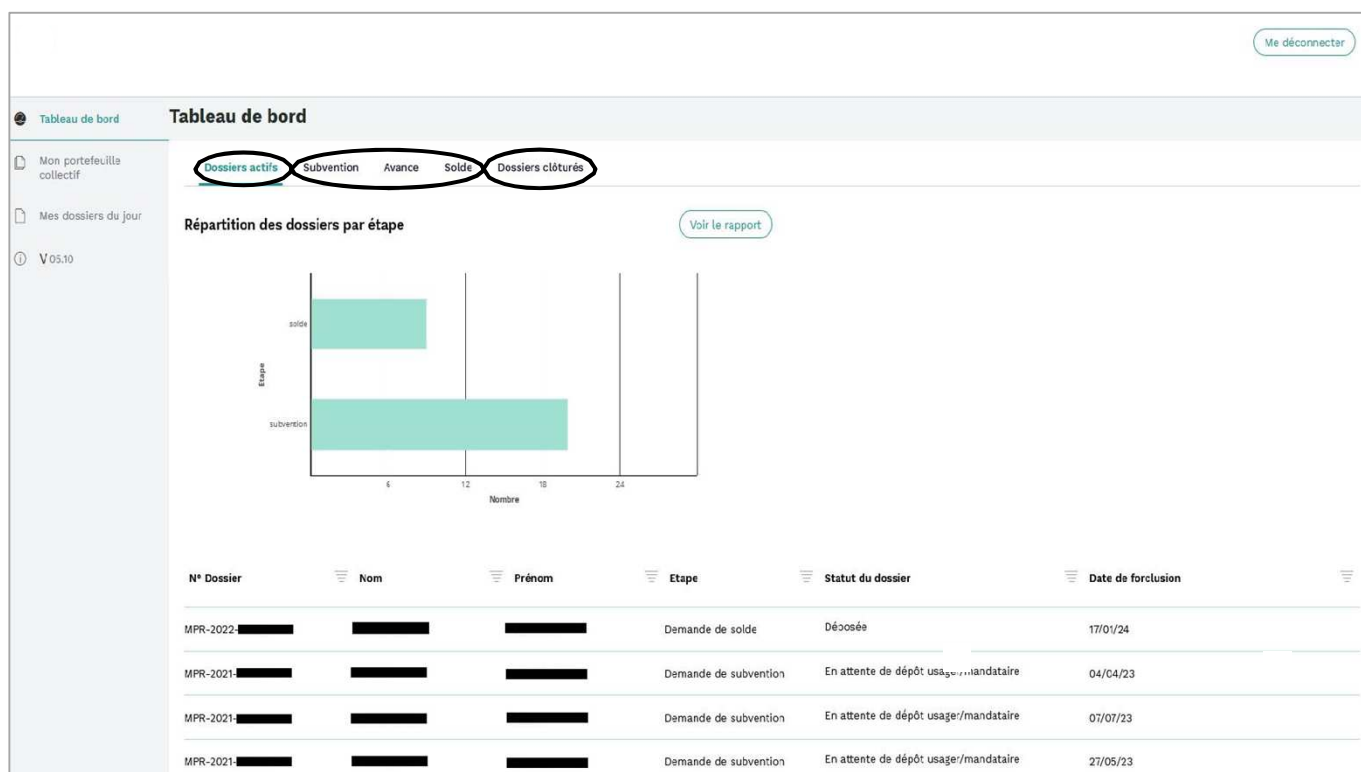 Me déconnecter
Tableau de bord
Mon portefeuille
collectif
Mes dossiers du jour
V 05.10
Tableau de bord
Dossiers actifs Subvention Avance Solde Dossiers clôturés
Répartition des dossiers par étape Voir le rapport
solde
Etape
subvention
6 12 18 24
Nombre
N° Dossier Nom Prénom Etape Statut du dossier Date de forclusion
MPR-2022- Demande de solde Déposée 17/01/24
MPR-2021- Demande de subvention En attente de dépôt usager/mandataire 04/04/23
MPR-2021- Demande de subvention En attente de dépôt usager/mandataire 07/07/23
MPR-2021- Demande de subvention En attente de dépôt usager/mandataire 27/05/23